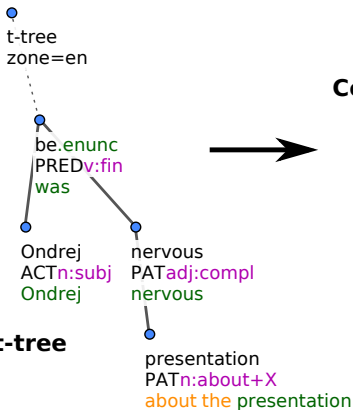 t-tree
zone=en
Co
be.enunc
PREDv:fin
was
Ondrej
ACTn:subj
Ondrej
nervous
PATadj:compl
nervous
t-tree
presentation
PATn:about+X
about the presentation